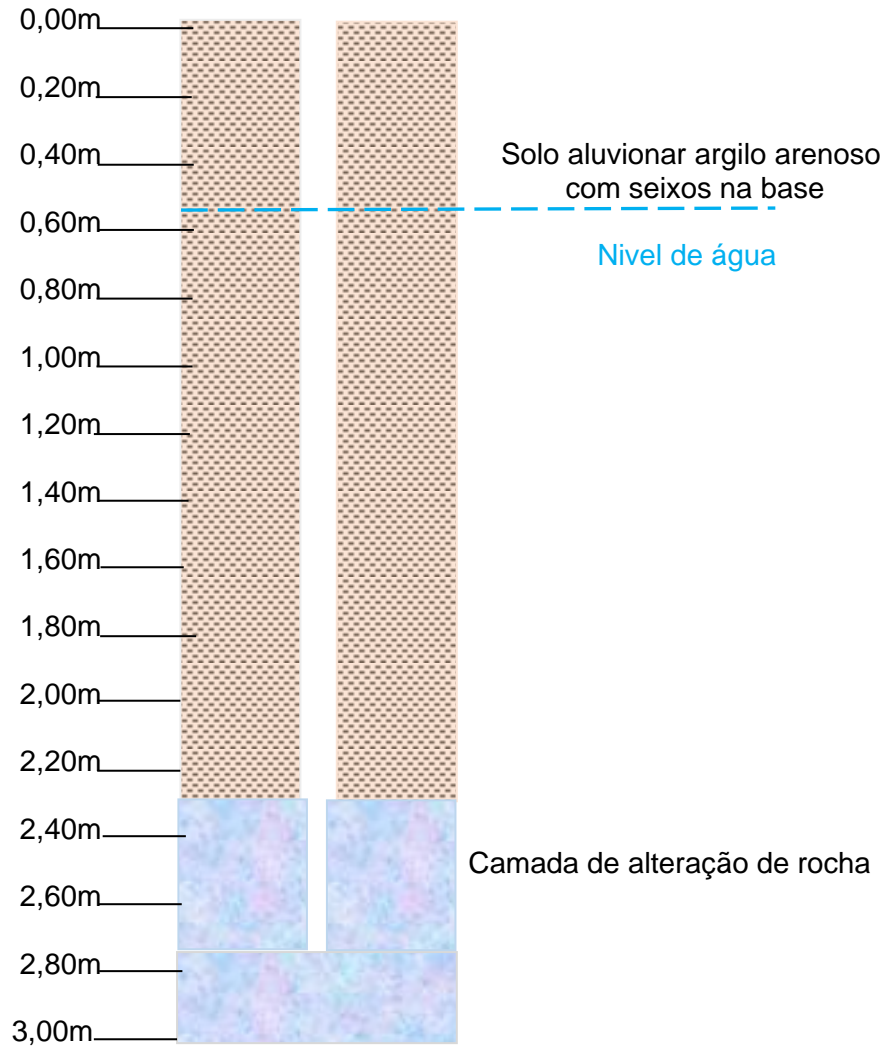 0,00m
0,20m
0,40m
Solo aluvionar argilo arenoso
com seixos na base
0,60m
Nivel de água
0,80m
1,00m
1,20m
1,40m
1,60m
1,80m
2,00m
2,20m
2,40m
Camada de alteração de rocha
2,60m
2,80m
3,00m